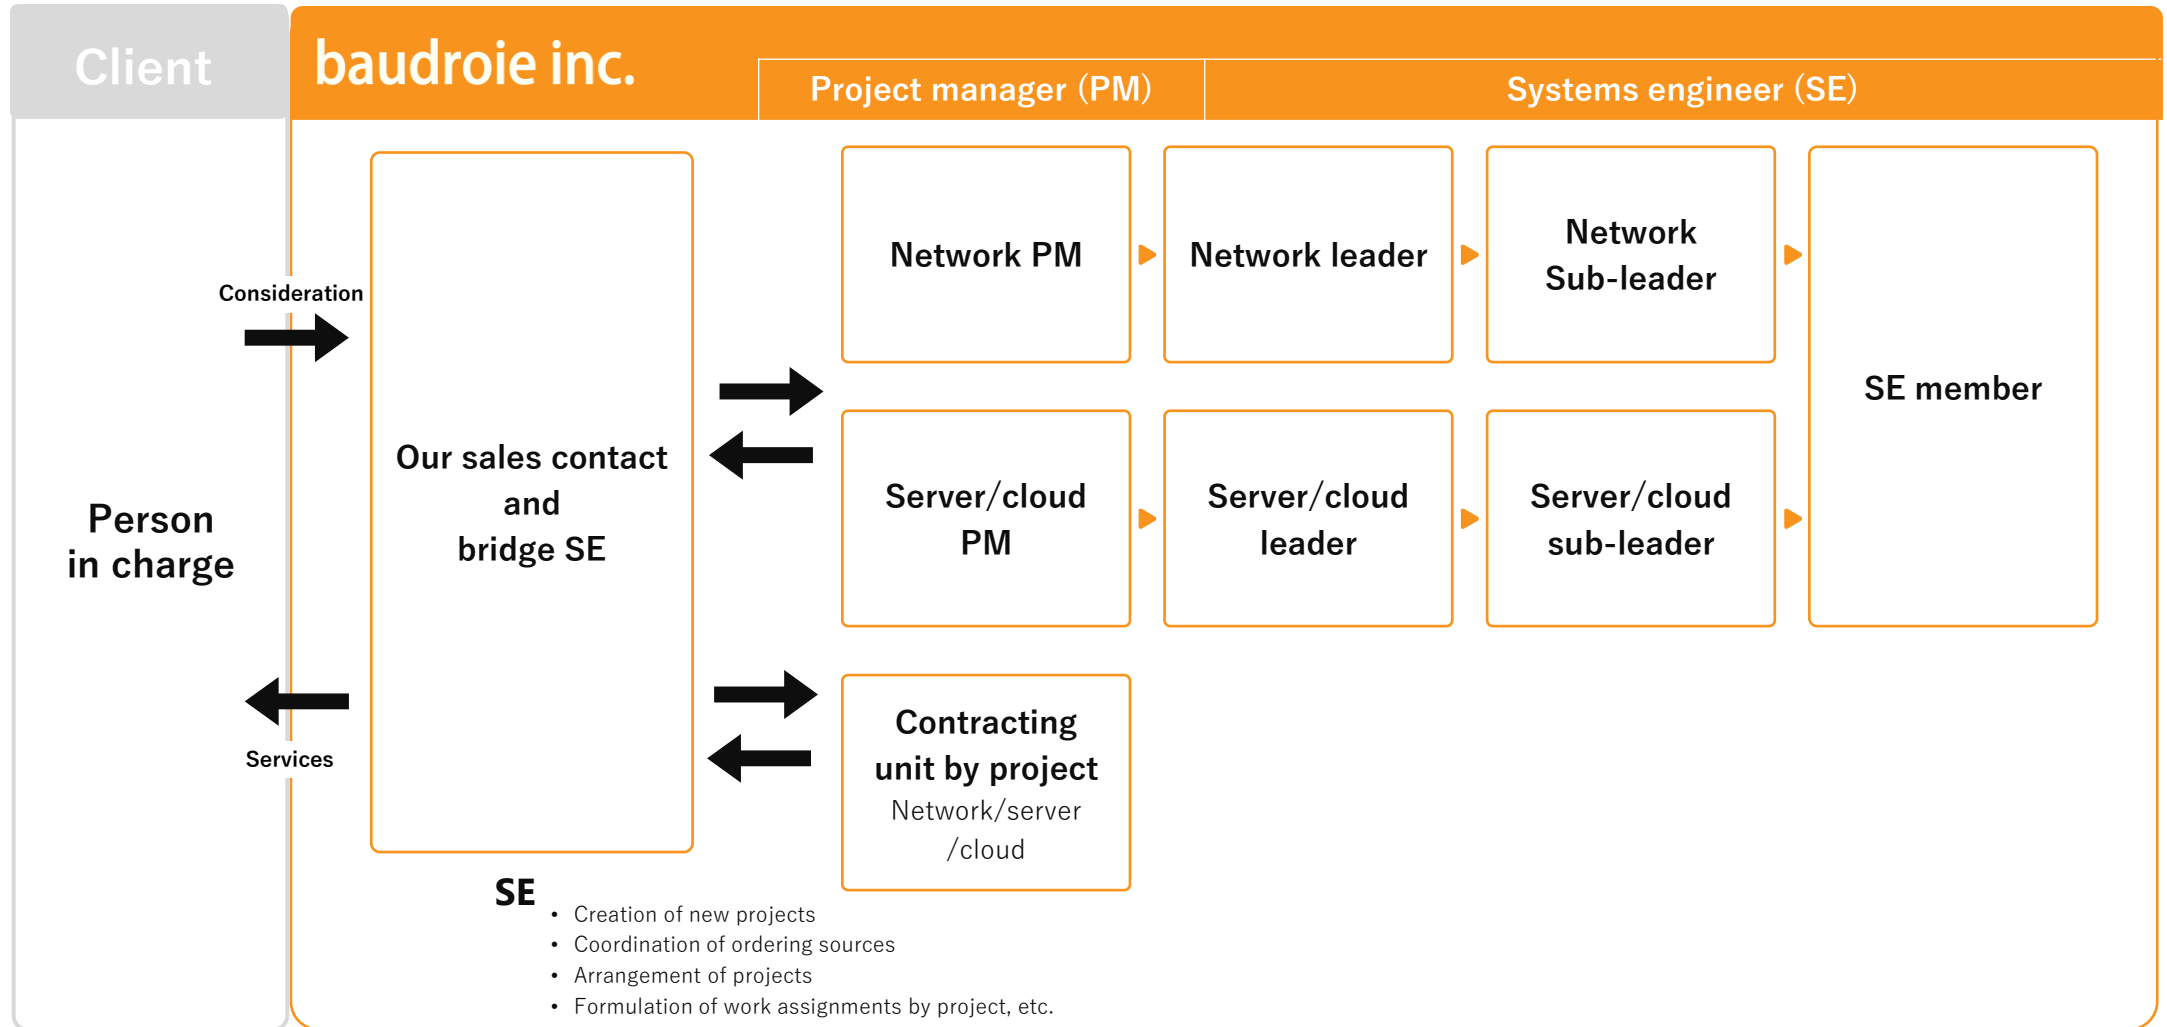 Client
baudroie inc.
Project manager (PM)
Systems engineer (SE)
Person
in charge
Consideration
Services
Our sales contact
and
bridge SE
Network PM
Network leader
Network
Sub-leader
SE member
Server/cloud
PM
Server/cloud
leader
Server/cloud
sub-leader
Contracting
unit by project
Network/server
/cloud
SE
• Creation of new projects
• Coordination of ordering sources
• Arrangement of projects
• Formulation of work assignments by project, etc.